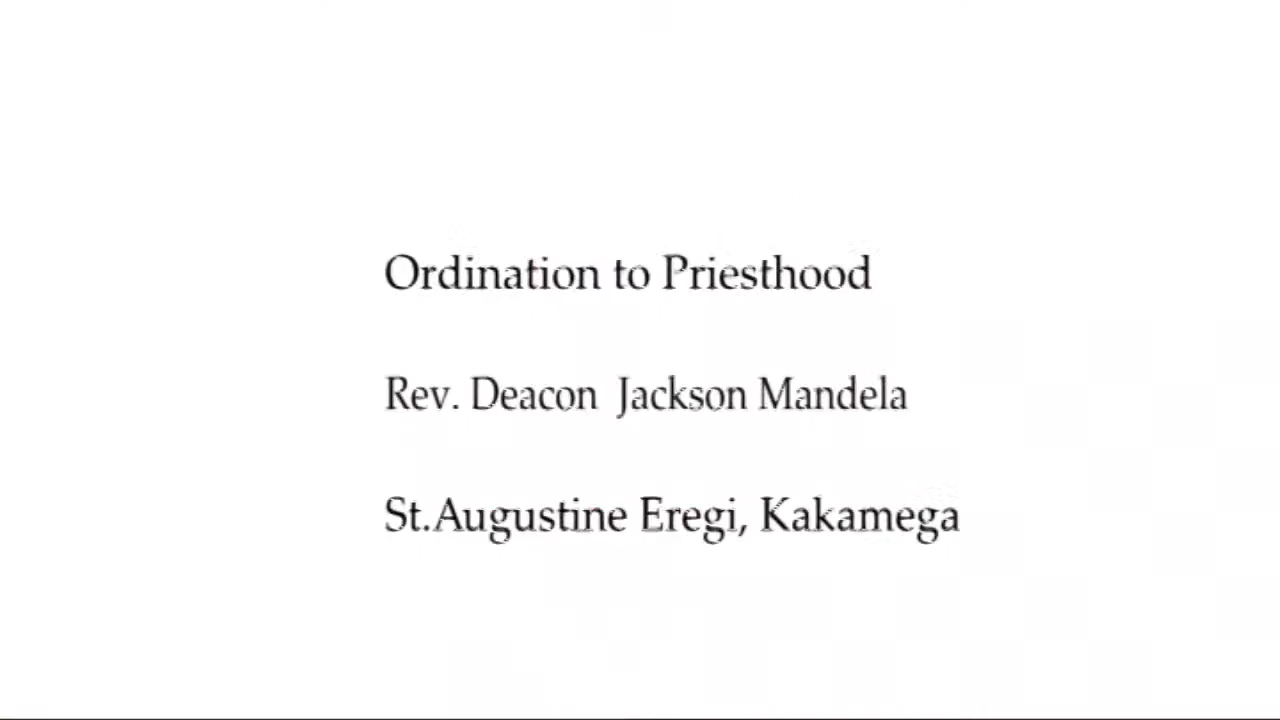 Ordination to Priesthood
Rev. Deacon  Jackson Mandela
St.Augustine Eregi, Kakamega